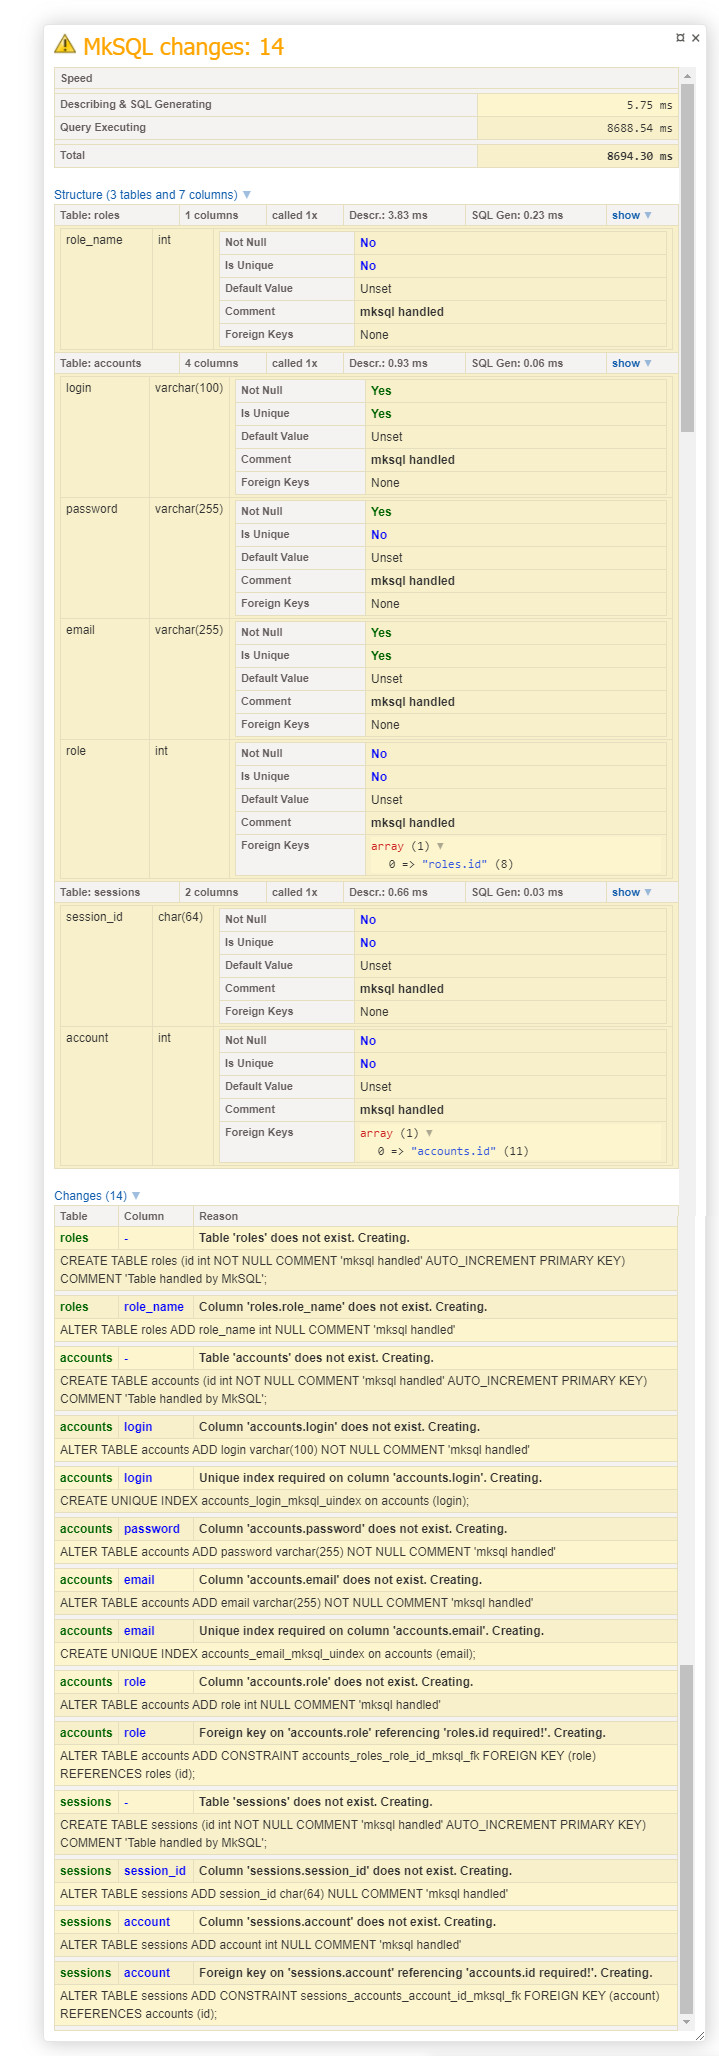 MkSQL changes: 14
Speed
Describing & SQL Generating 5.75 ms
Query Executing 8688.54 ms
Total 8694.30 ms
Structure (3 tables and 7 columns) ▼
Table: roles 1 columns called 1x Descr.: 3.83 ms SQL Gen: 0.23 ms show ▼
role_name int Not Null No
Is Unique No
Default Value Unset
Comment mksql handled
Foreign Keys None
Table: accounts 4 columns called 1x Descr.: 0.93 ms SQL Gen: 0.06 ms show ▼
login varchar(100) Not Null Yes
Is Unique Yes
Default Value Unset
Comment mksql handled
Foreign Keys None
password varchar(255) Not Null Yes
Is Unique No
Default Value Unset
Comment mksql handled
Foreign Keys None
email varchar(255) Not Null Yes
Is Unique Yes
Default Value Unset
Comment mksql handled
Foreign Keys None
role int Not Null No
Is Unique No
Default Value Unset
Comment mksql handled
Foreign Keys array (1) ▼
0 => "roles.id" (8)
Table: sessions 2 columns called 1x Descr.: 0.66 ms SQL Gen: 0.03 ms show ▼
session_id char(64) Not Null No
Is Unique No
Default Value Unset
Comment mksql handled
Foreign Keys None
account int Not Null No
Is Unique No
Default Value Unset
Comment mksql handled
Foreign Keys array (1) ▼
0 => "accounts.id" (11)
Changes (14) ▼
Table Column Reason
roles - Table 'roles' does not exist. Creating.
CREATE TABLE roles (id int NOT NULL COMMENT 'mksql handled' AUTO_INCREMENT PRIMARY KEY)
COMMENT 'Table handled by MkSQL';
roles role_name Column 'roles.role_name' does not exist. Creating.
ALTER TABLE roles ADD role_name int NULL COMMENT 'mksql handled'
accounts - Table 'accounts' does not exist. Creating.
CREATE TABLE accounts (id int NOT NULL COMMENT 'mksql handled' AUTO_INCREMENT PRIMARY KEY)
COMMENT 'Table handled by MkSQL';
accounts login Column 'accounts.login' does not exist. Creating.
ALTER TABLE accounts ADD login varchar(100) NOT NULL COMMENT 'mksql handled'
accounts login Unique index required on column 'accounts.login'. Creating.
CREATE UNIQUE INDEX accounts_login_mksql_uindex on accounts (login);
accounts password Column 'accounts.password' does not exist. Creating.
ALTER TABLE accounts ADD password varchar(255) NOT NULL COMMENT 'mksql handled'
accounts email Column 'accounts.email' does not exist. Creating.
ALTER TABLE accounts ADD email varchar(255) NOT NULL COMMENT 'mksql handled'
accounts email Unique index required on column 'accounts.email'. Creating.
CREATE UNIQUE INDEX accounts_email_mksql_uindex on accounts (email);
accounts role Column 'accounts.role' does not exist. Creating.
ALTER TABLE accounts ADD role int NULL COMMENT 'mksql handled'
accounts role Foreign key on 'accounts.role' referencing 'roles.id required!'. Creating.
ALTER TABLE accounts ADD CONSTRAINT accounts_roles_role_id_mksql_fk FOREIGN KEY (role)
REFERENCES roles (id);
sessions - Table 'sessions' does not exist. Creating.
CREATE TABLE sessions (id int NOT NULL COMMENT 'mksql handled' AUTO_INCREMENT PRIMARY KEY)
COMMENT 'Table handled by MkSQL';
sessions session_id Column 'sessions.session_id' does not exist. Creating.
ALTER TABLE sessions ADD session_id char(64) NULL COMMENT 'mksql handled'
sessions account Column 'sessions.account' does not exist. Creating.
ALTER TABLE sessions ADD account int NULL COMMENT 'mksql handled'
sessions account Foreign key on 'sessions.account' referencing 'accounts.id required!'. Creating.
ALTER TABLE sessions ADD CONSTRAINT sessions_accounts_account_id_mksql_fk FOREIGN KEY (account)
REFERENCES accounts (id);